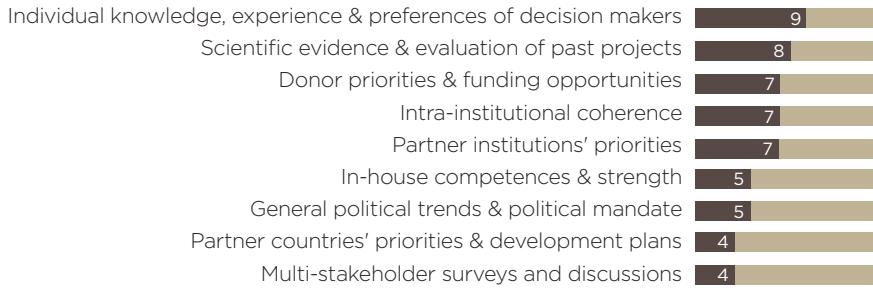 Individual knowledge, experience & preferences of decision makers 9
Scientific evidence & evaluation of past projects 8
Donor priorities & funding opportunities 7
Intra-institutional coherence 7
Partner institutions' priorities 7
In-house competences & strength 5
General political trends & political mandate 5
Partner countries' priorities & development plans 4
Multi-stakeholder surveys and discussions 4